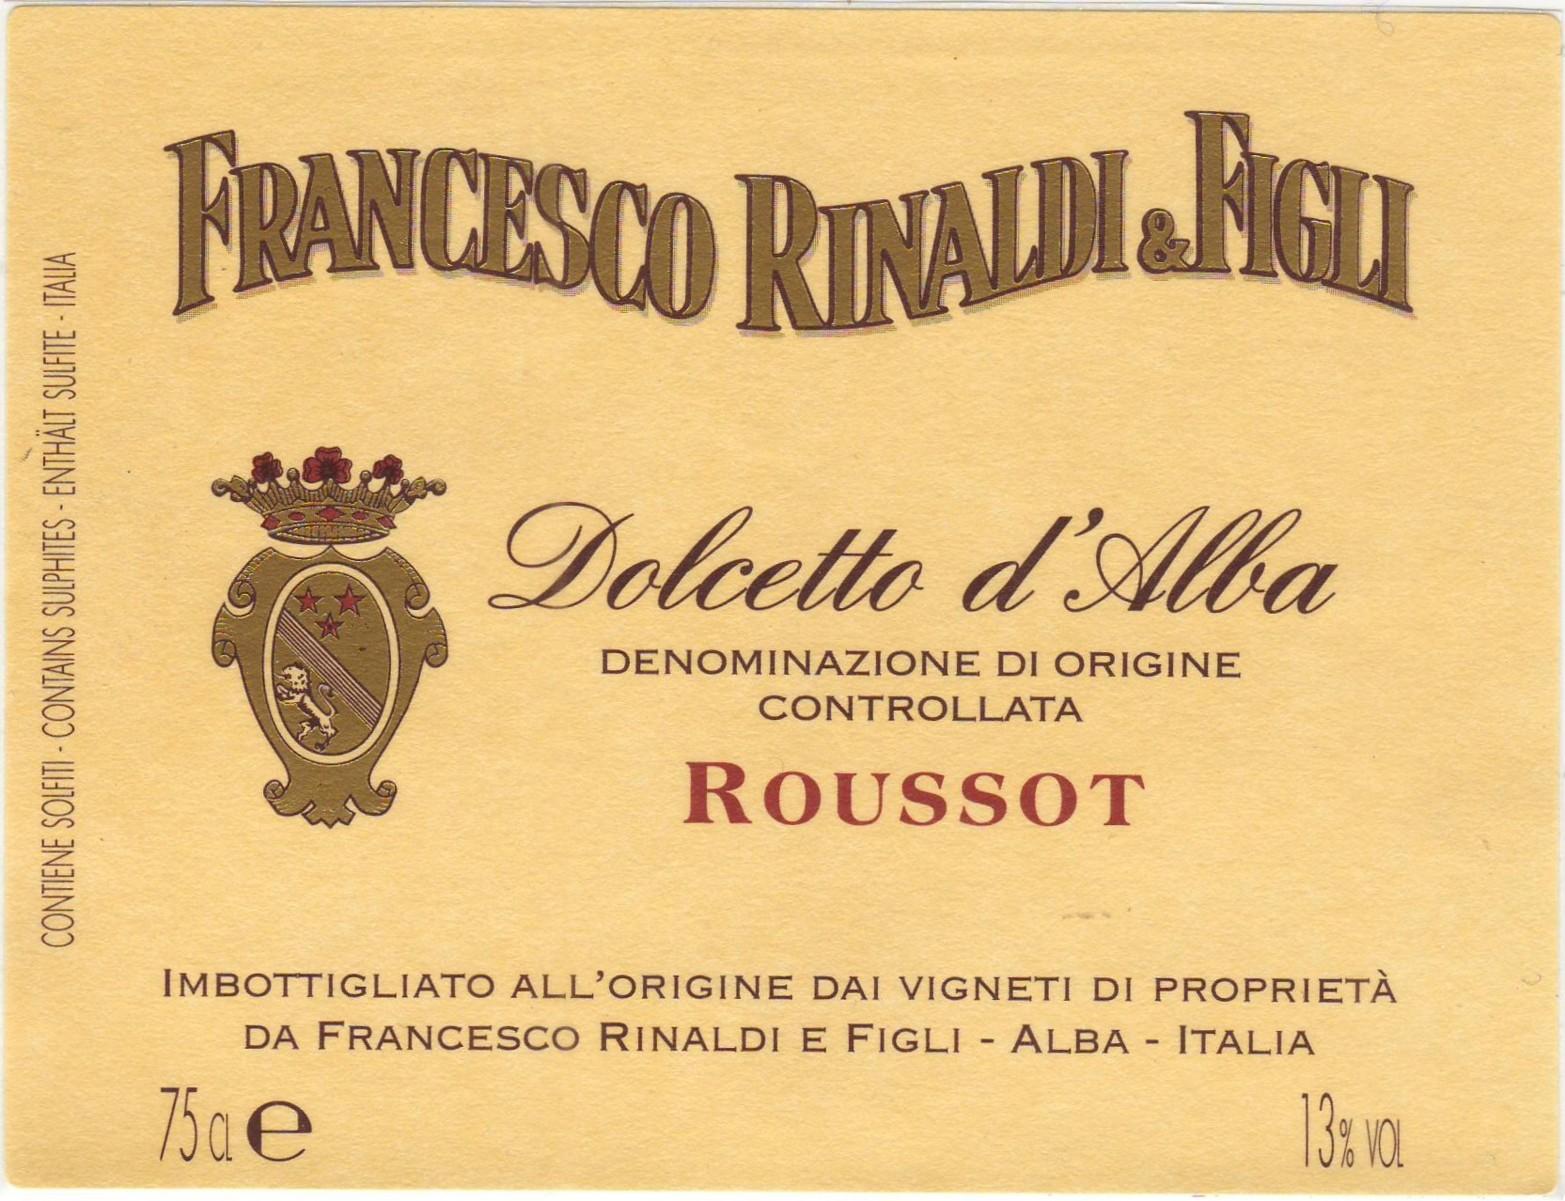 FRANCESCO RINALDI & FIGLI
Dolcetto d'Alba
DENOMINAZIONE DI ORIGINE
CONTROLLATA
ROUSSOT
IMBOTTIGLIATO ALL'ORIGINE DAI VIGNETI DI PROPRIETÀ
DA FRANCESCO RINALDI E FIGLI - ALBA - ITALIA
75 CL e
13% VOL
CONTIENE SOLFITI - CONTAINS SULPHITES - ENTHÄLT SULFITE - ITALIA